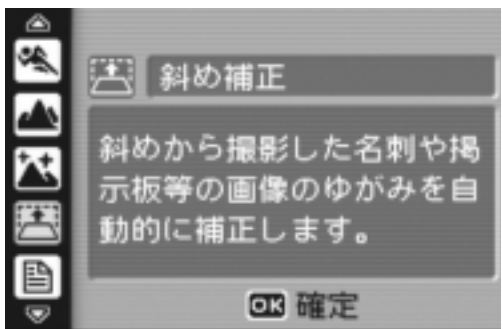 斜め補正
斜めから撮影した名刺や掲
示板等の画像のゆがみを自
動的に補正します。
OK 確定